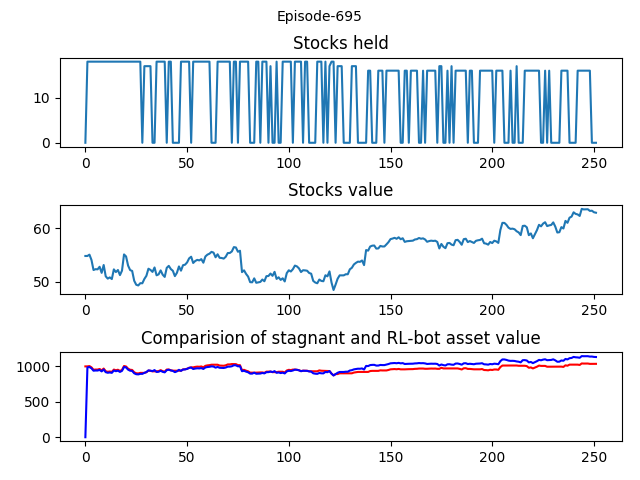 Episode-695
Stocks held
10
0
0 50 100 150 200 250
Stocks value
60
50
0 50 100 150 200 250
Comparision of stagnant and RL-bot asset value
1000
500
0
0 50 100 150 200 250